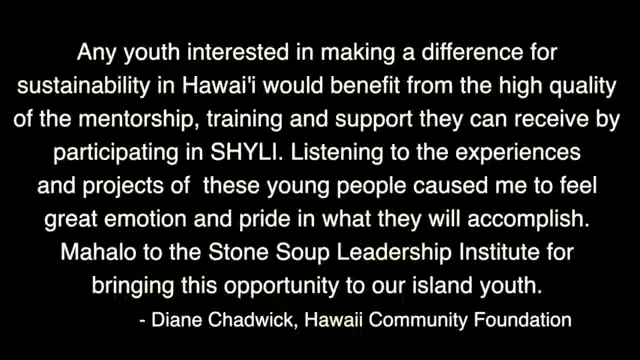 Any youth interested in making a difference for
sustainability in Hawai'i would benefit from the high quality
of the mentorship, training and support they can receive by
participating in SHYLI. Listening to the experiences
and projects of  these young people caused me to feel
great emotion and pride in what they will accomplish.
Mahalo to the Stone Soup Leadership Institute for
bringing this opportunity to our island youth.
- Diane Chadwick, Hawaii Community Foundation